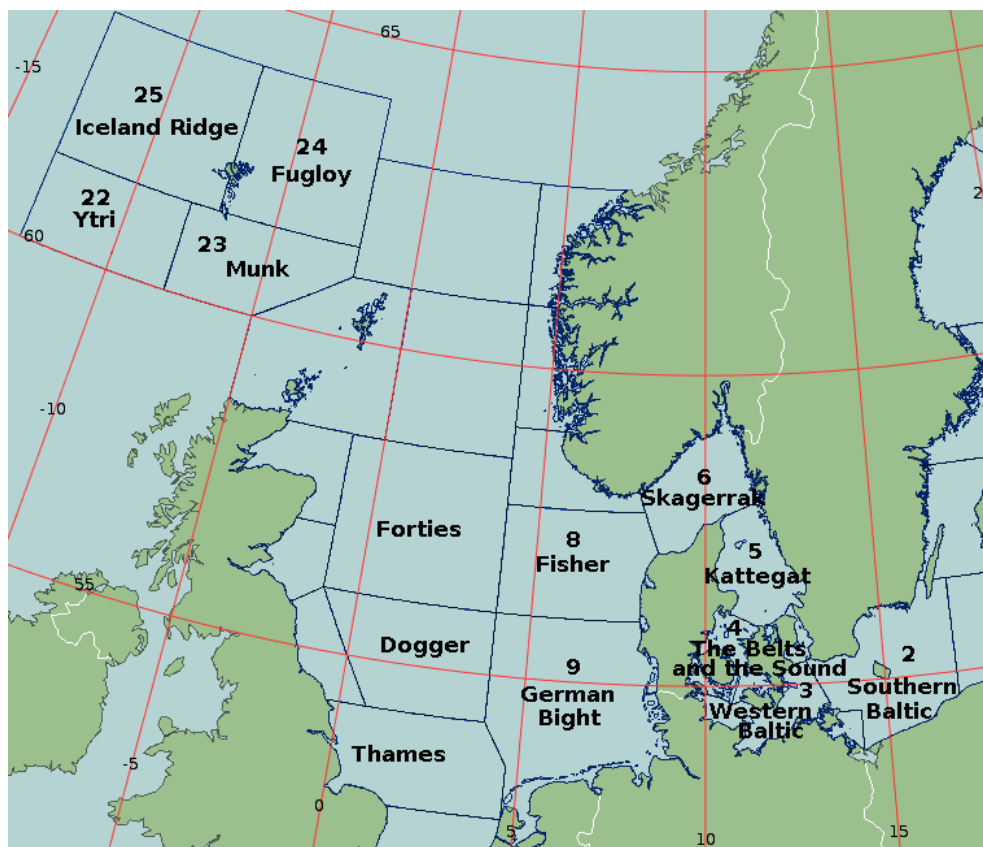 65
-15
25
Iceland Ridge
24
Fugloy
22
Ytri
2
60
23
Munk
-10
6
Skagerrak
Forties
8
Fisher
5
Kattegat
55
4
The Belts
and the Sound
Dogger
9
German
Bight
2
Southern
Baltic
3
Western
Baltic
Thames
-5
0
5
10
15